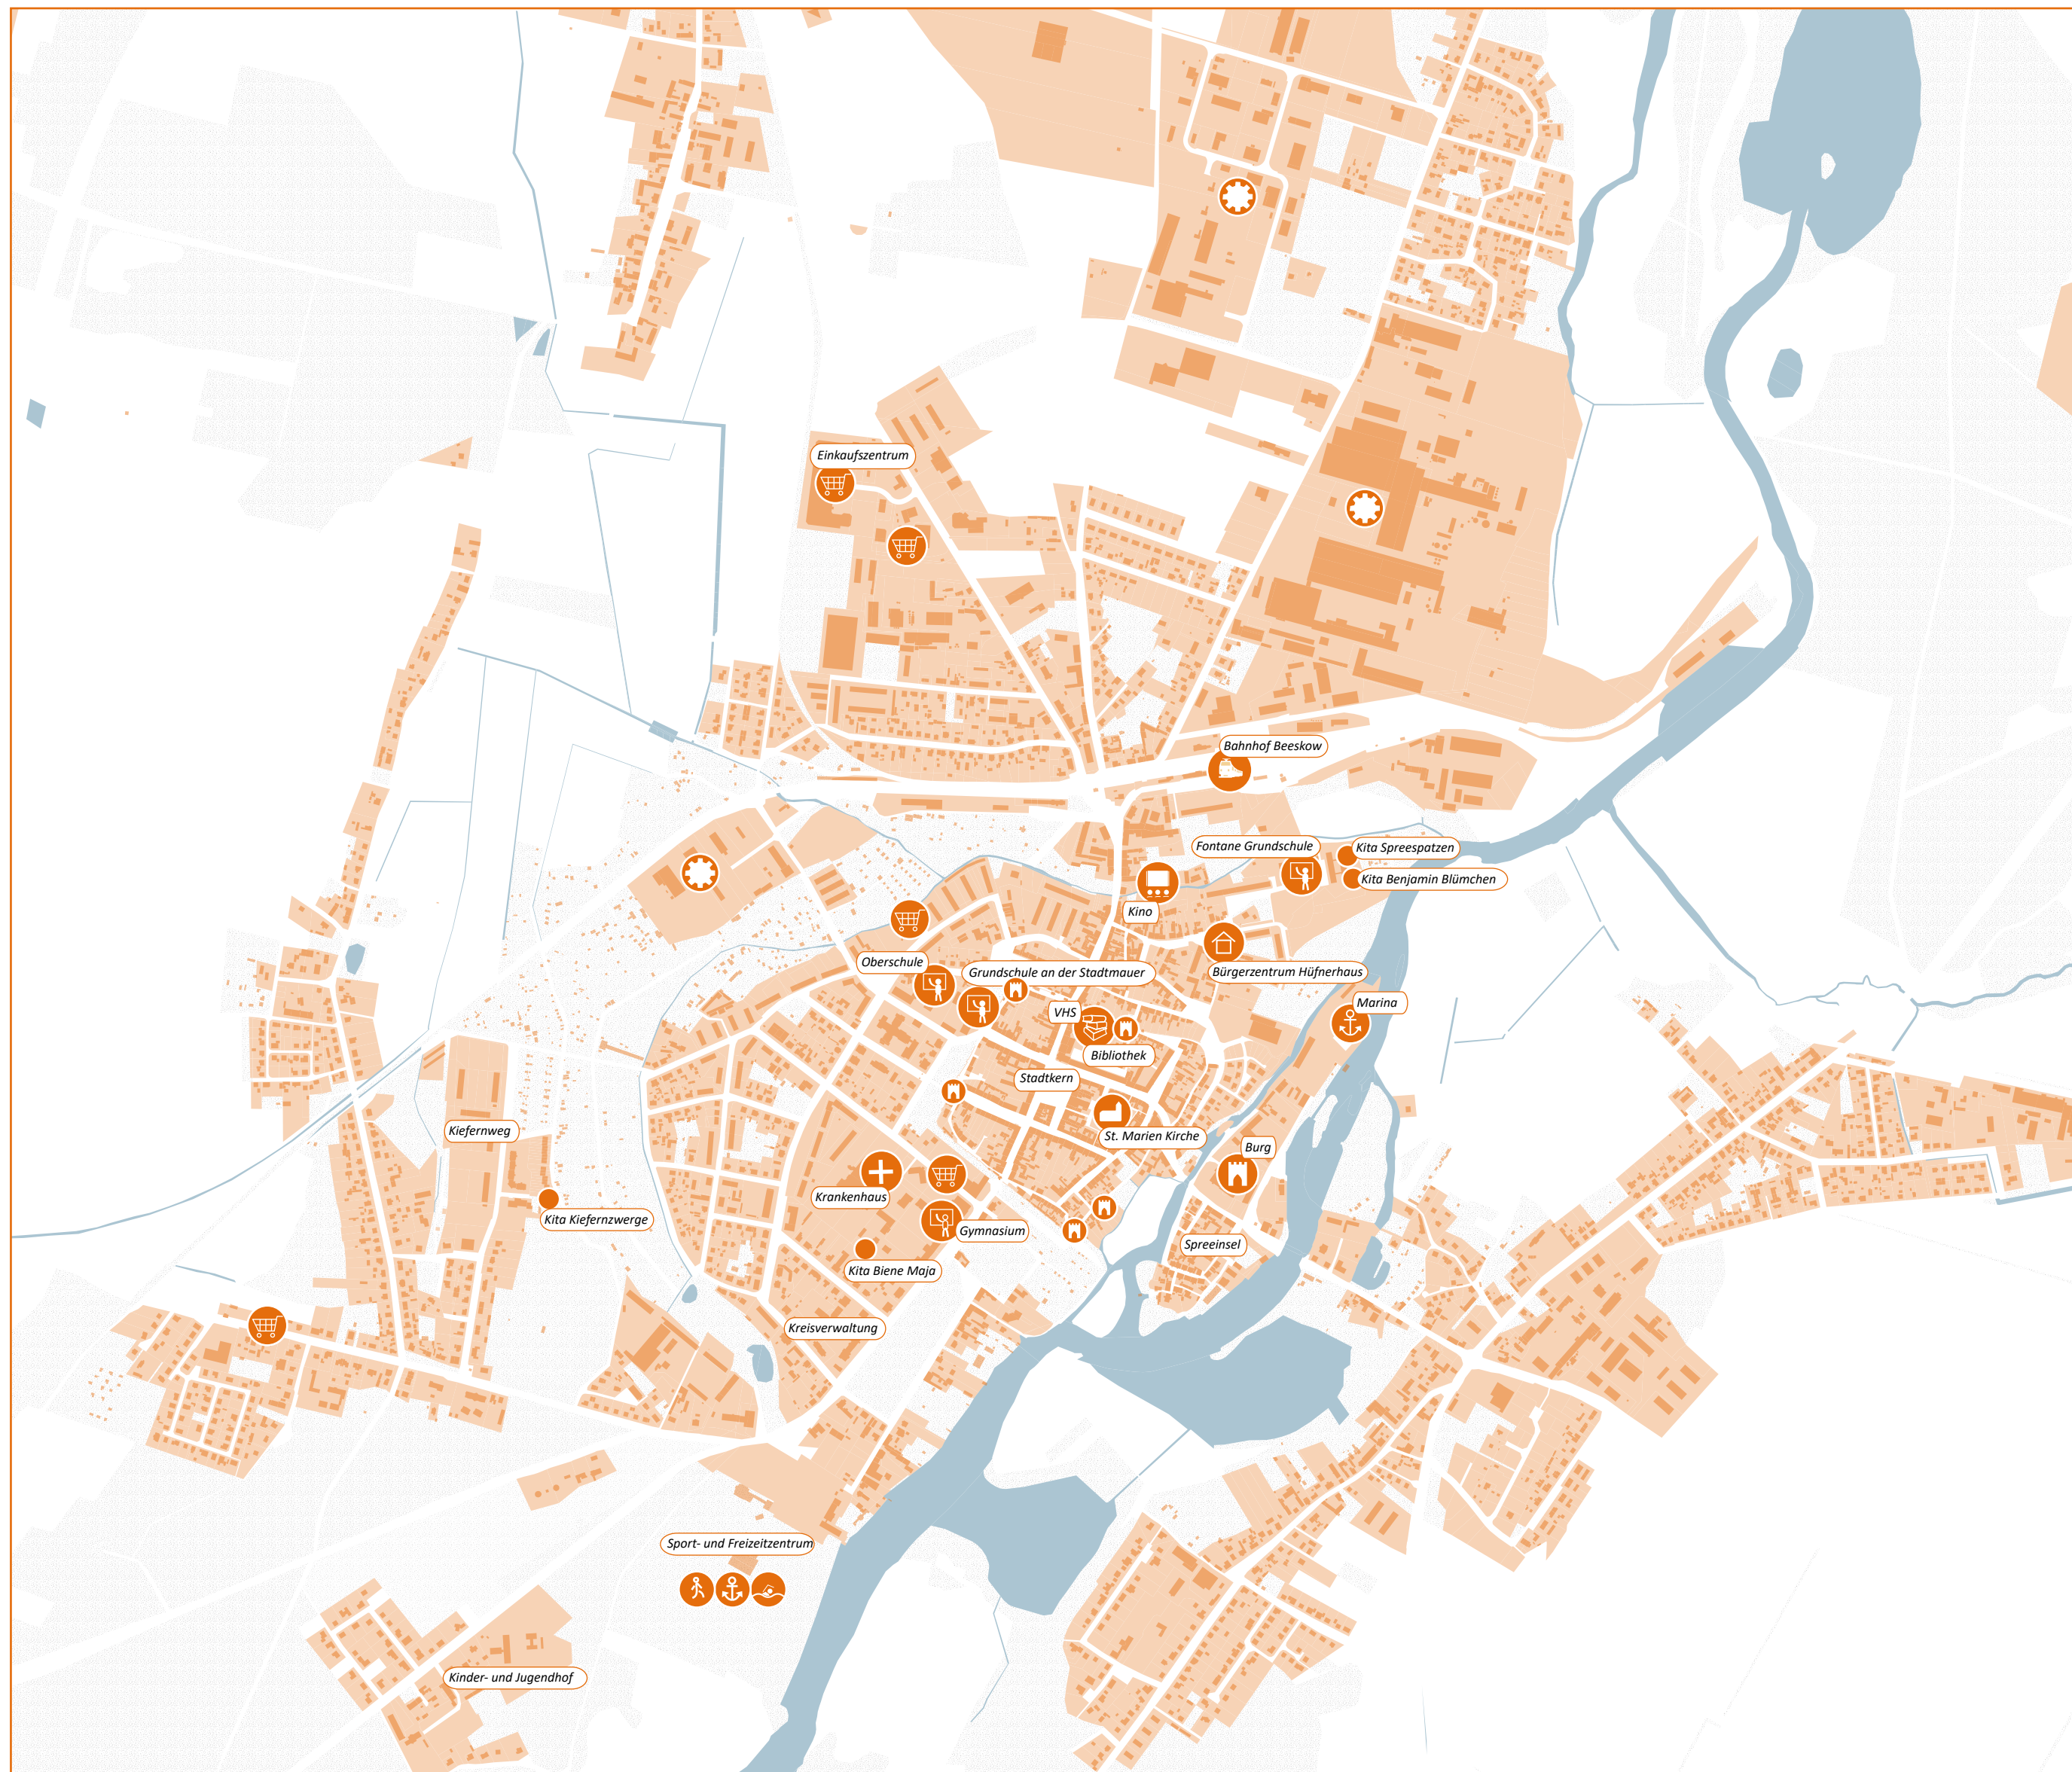 Einkaufszentrum
Bahnhof Beeskow
Fontane Grundschule
Kita Spreespatzen
Kita Benjamin Blümchen
Kino
Oberschule
Grundschule an der Stadtmauer
Bürgerzentrum Hüfnerhaus
Marina
VHS
Bibliothek
Stadtkern
Kiefernweg
St. Marien Kirche
Burg
Krankenhaus
Kita Kiefernzwerge
Gymnasium
Spreeinsel
Kita Biene Maja
Kreisverwaltung
Sport- und Freizeitzentrum
Kinder- und Jugendhof